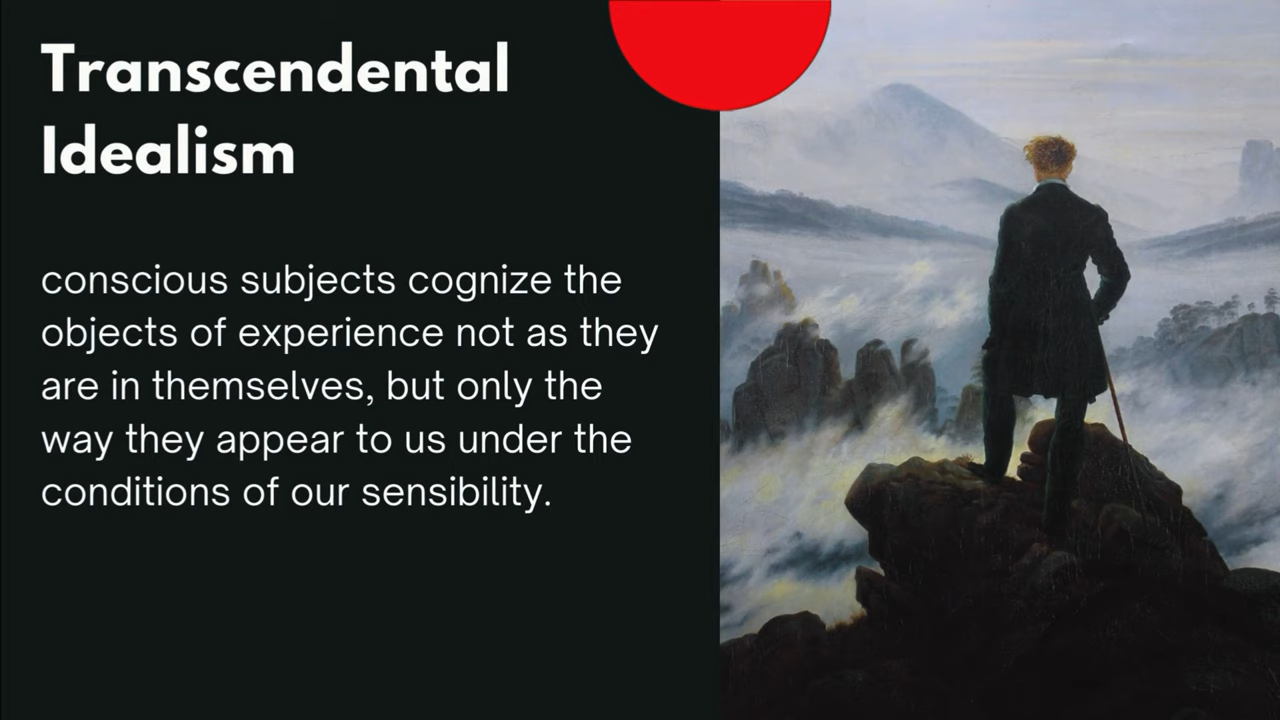 Transcendental
Idealism
conscious subjects cognize the
objects of experience not as they
are in themselves, but only the
way they appear to us under the
conditions of our sensibility.